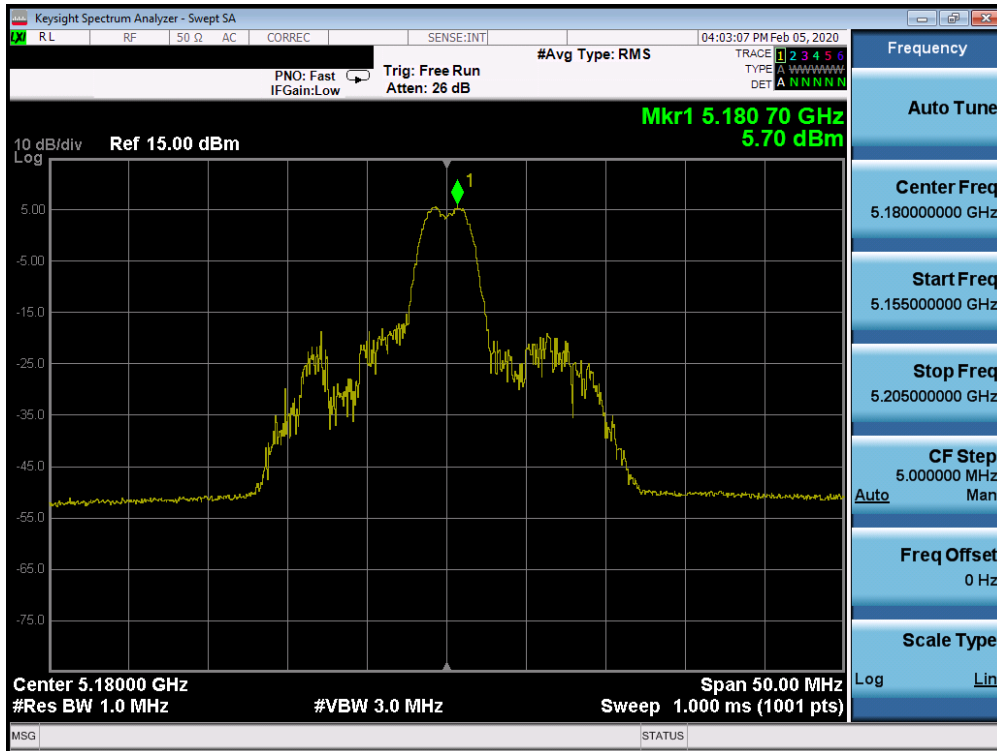 Keysight Spectrum Analyzer - Swept SA
LXI RL RF 50 Ω AC CORREC SENSE:INT 04:03:07 PM Feb 05, 2020
#Avg Type: RMS
TRACE 1 2 3 4 5 6
TYPE A WWWWW
DET A N N N N N
PNO: Fast
IFGain:Low
Trig: Free Run
Atten: 26 dB
Mkr1 5.180 70 GHz
5.70 dBm
10 dB/div
Log
Ref 15.00 dBm
1
5.00
-5.00
-15.0
-25.0
-35.0
-45.0
-55.0
-65.0
-75.0
Center 5.18000 GHz
Span 50.00 MHz
#Res BW 1.0 MHz
#VBW 3.0 MHz
Sweep 1.000 ms (1001 pts)
MSG
STATUS
Frequency
Auto Tune
Center Freq
5.180000000 GHz
Start Freq
5.155000000 GHz
Stop Freq
5.205000000 GHz
CF Step
5.000000 MHz
Auto Man
Freq Offset
0 Hz
Scale Type
Log Lin